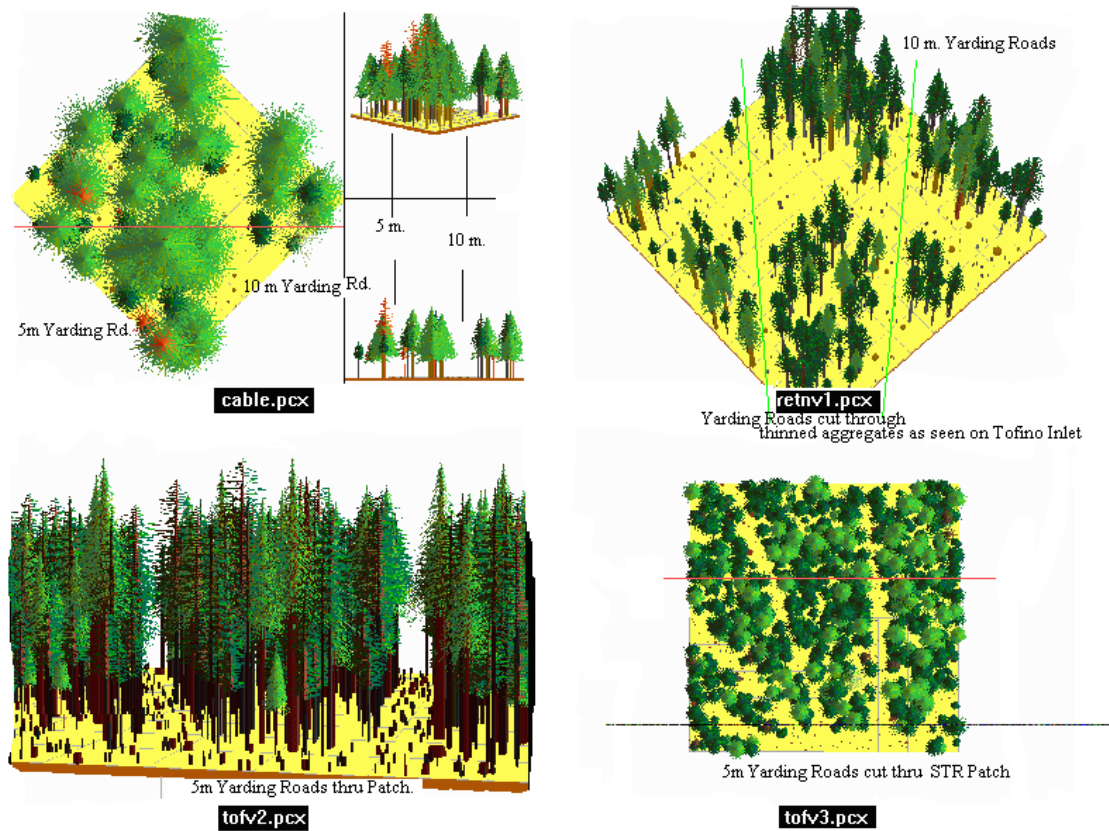 10 m. Yarding Roads
5 m.
10 m.
10 m Yarding Rd.
5m Yarding Rd.
cable.pcx
retnv1.pcx
Yarding Roads cut through
thinned aggregates as seen on Tofino Inlet
5m Yarding Roads thru Patch.
5m Yarding Roads cut thru STR Patch
tofv2.pcx
tofv3.pcx